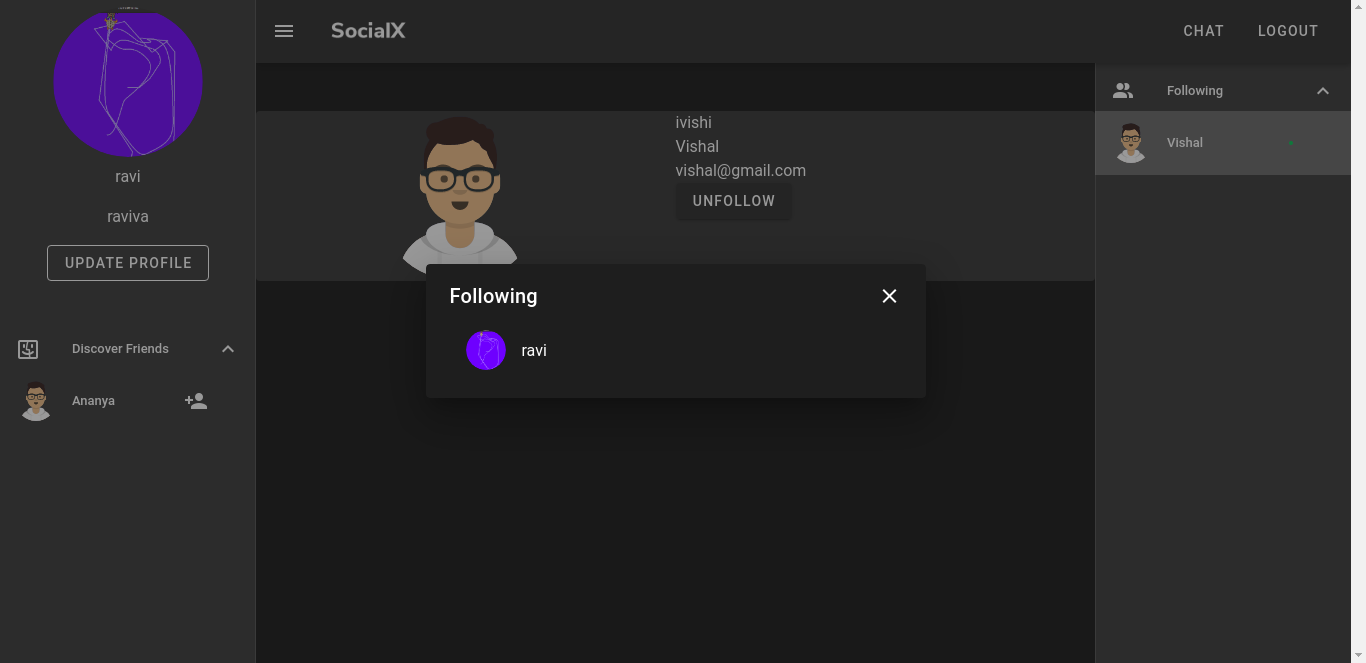 ravi
raviva
UPDATE PROFILE
Discover Friends
Ananya
SocialX
CHAT
LOGOUT
ivishi
Vishal
vishal@gmail.com
UNFOLLOW
Following
ravi
Following
Vishal